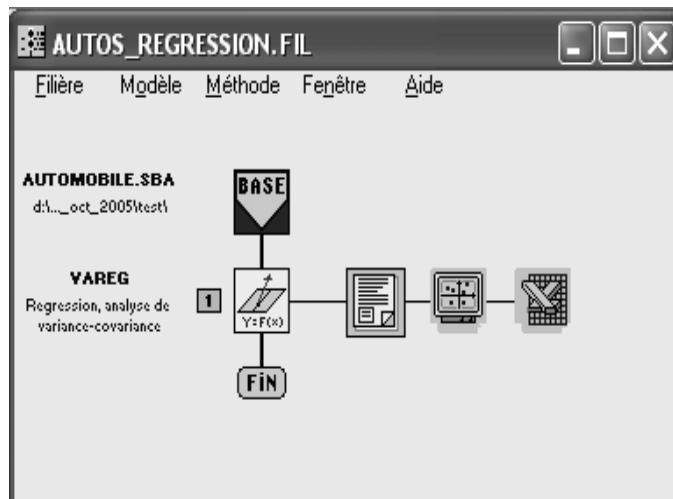 AUTOS_REGRESSION.FIL
Filière Modèle Méthode Fenêtre Aide
AUTOMOBILE.SBA
d:\..._oct_2005\test\
BASE
VAREG
Regression, analyse de
variance-covariance
1
Y=F(x)
FiN